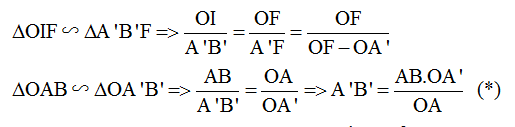 ΔOIF ∽ ΔA'B'F => OI/A'B' = OF/A'F = OF/(OF − OA')
ΔOAB ∽ ΔOA'B' => AB/A'B' = OA/OA' => A'B' = AB.OA'/OA (*)